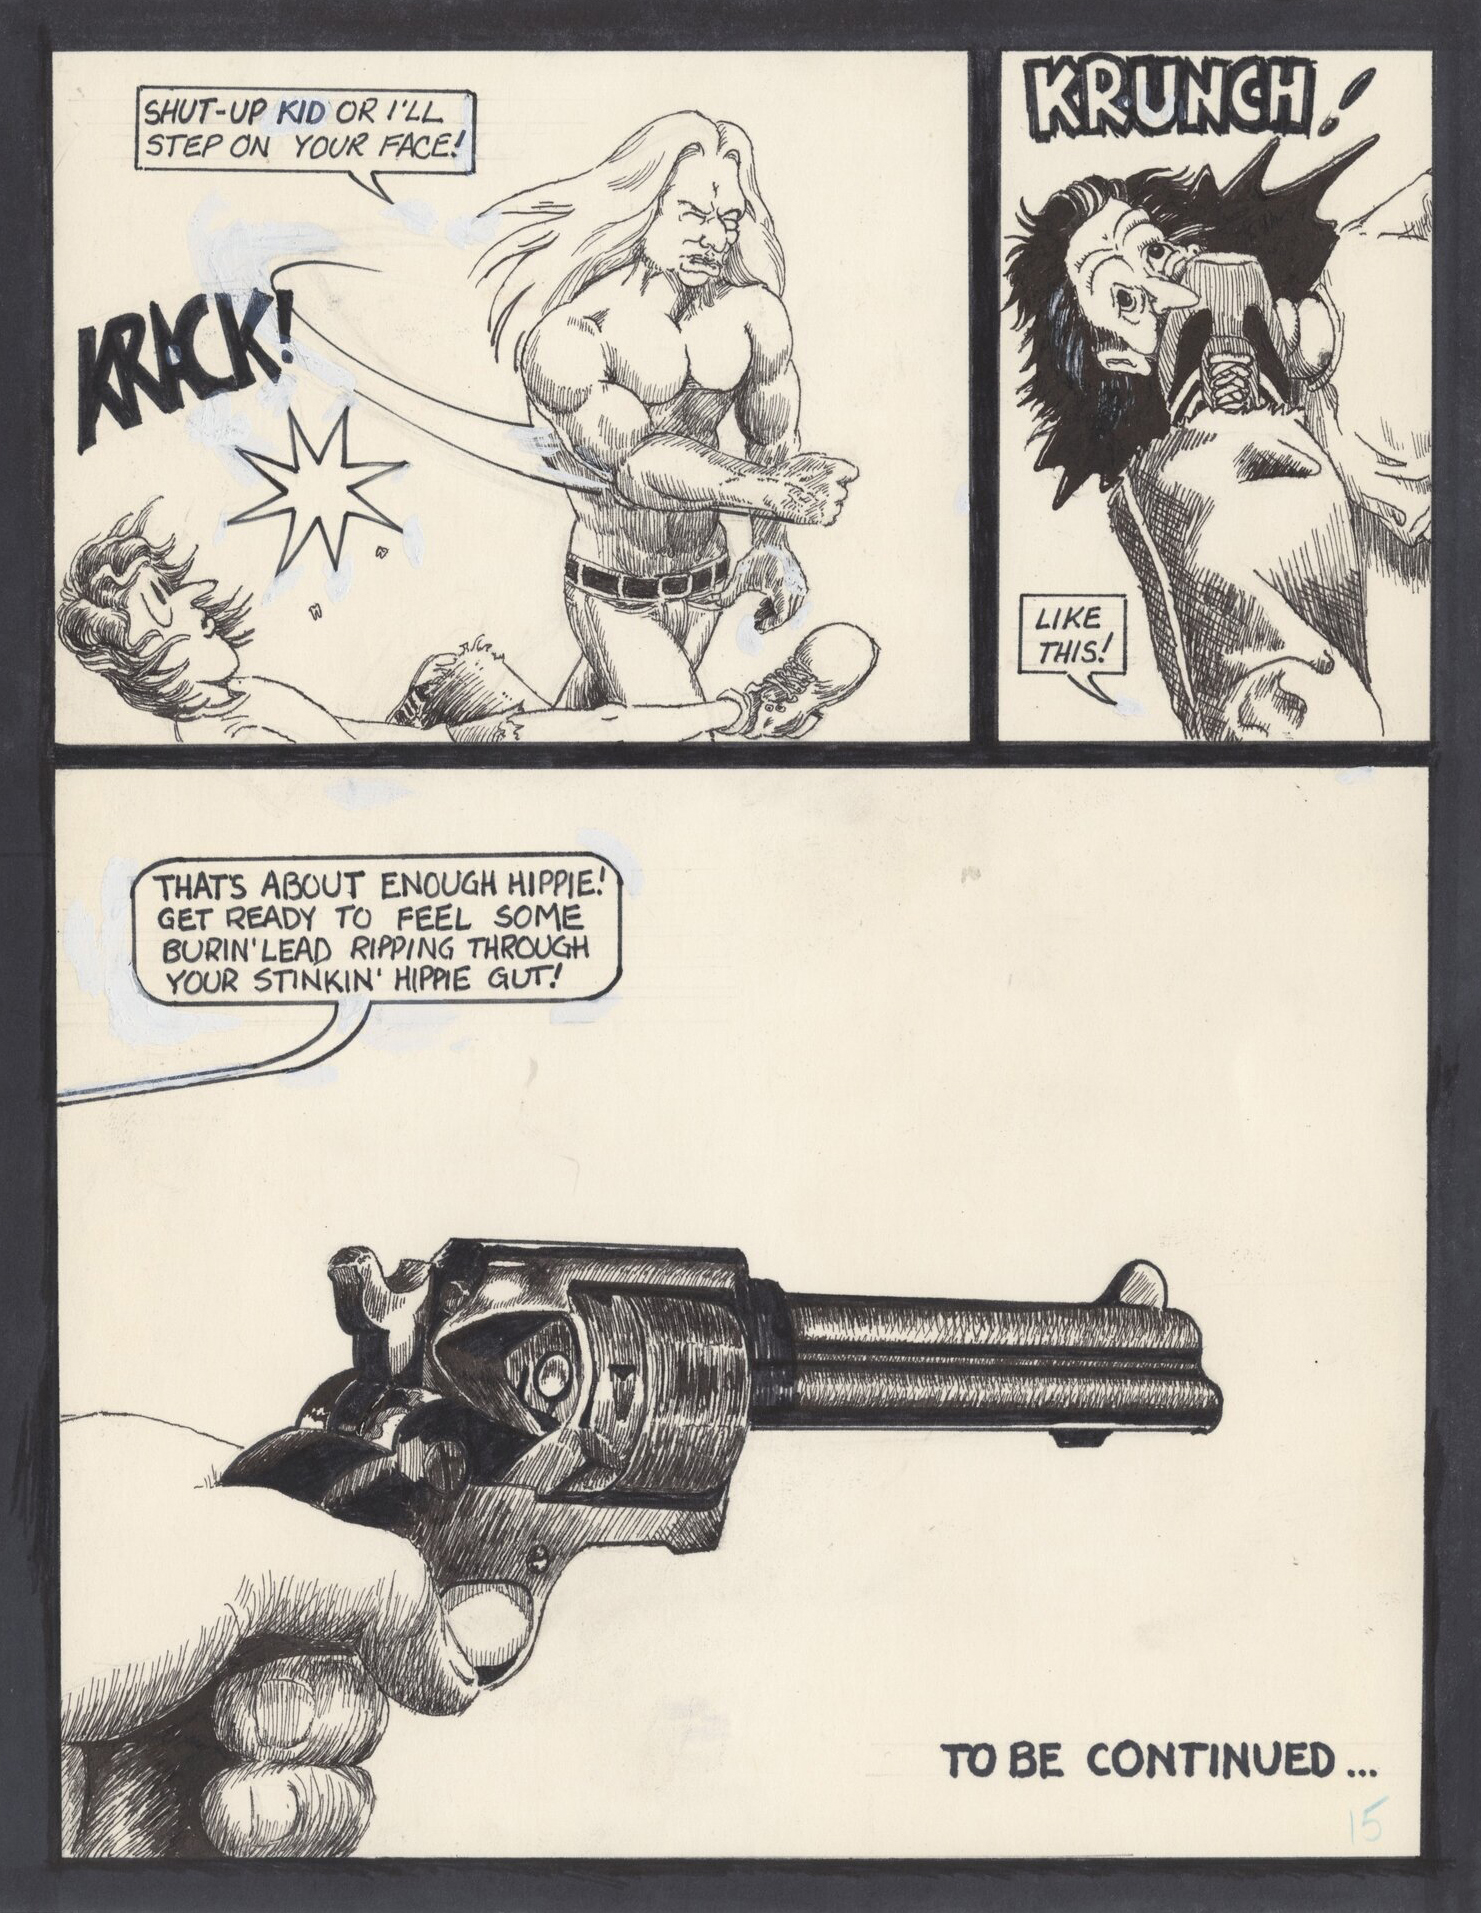 SHUT-UP KID OR I'LL
STEP ON YOUR FACE!
KRACK!
KRUNCH!
LIKE
THIS!
THAT'S ABOUT ENOUGH HIPPIE!
GET READY TO FEEL SOME
BURIN' LEAD RIPPING THROUGH
YOUR STINKIN' HIPPIE GUT!
TO BE CONTINUED...
15